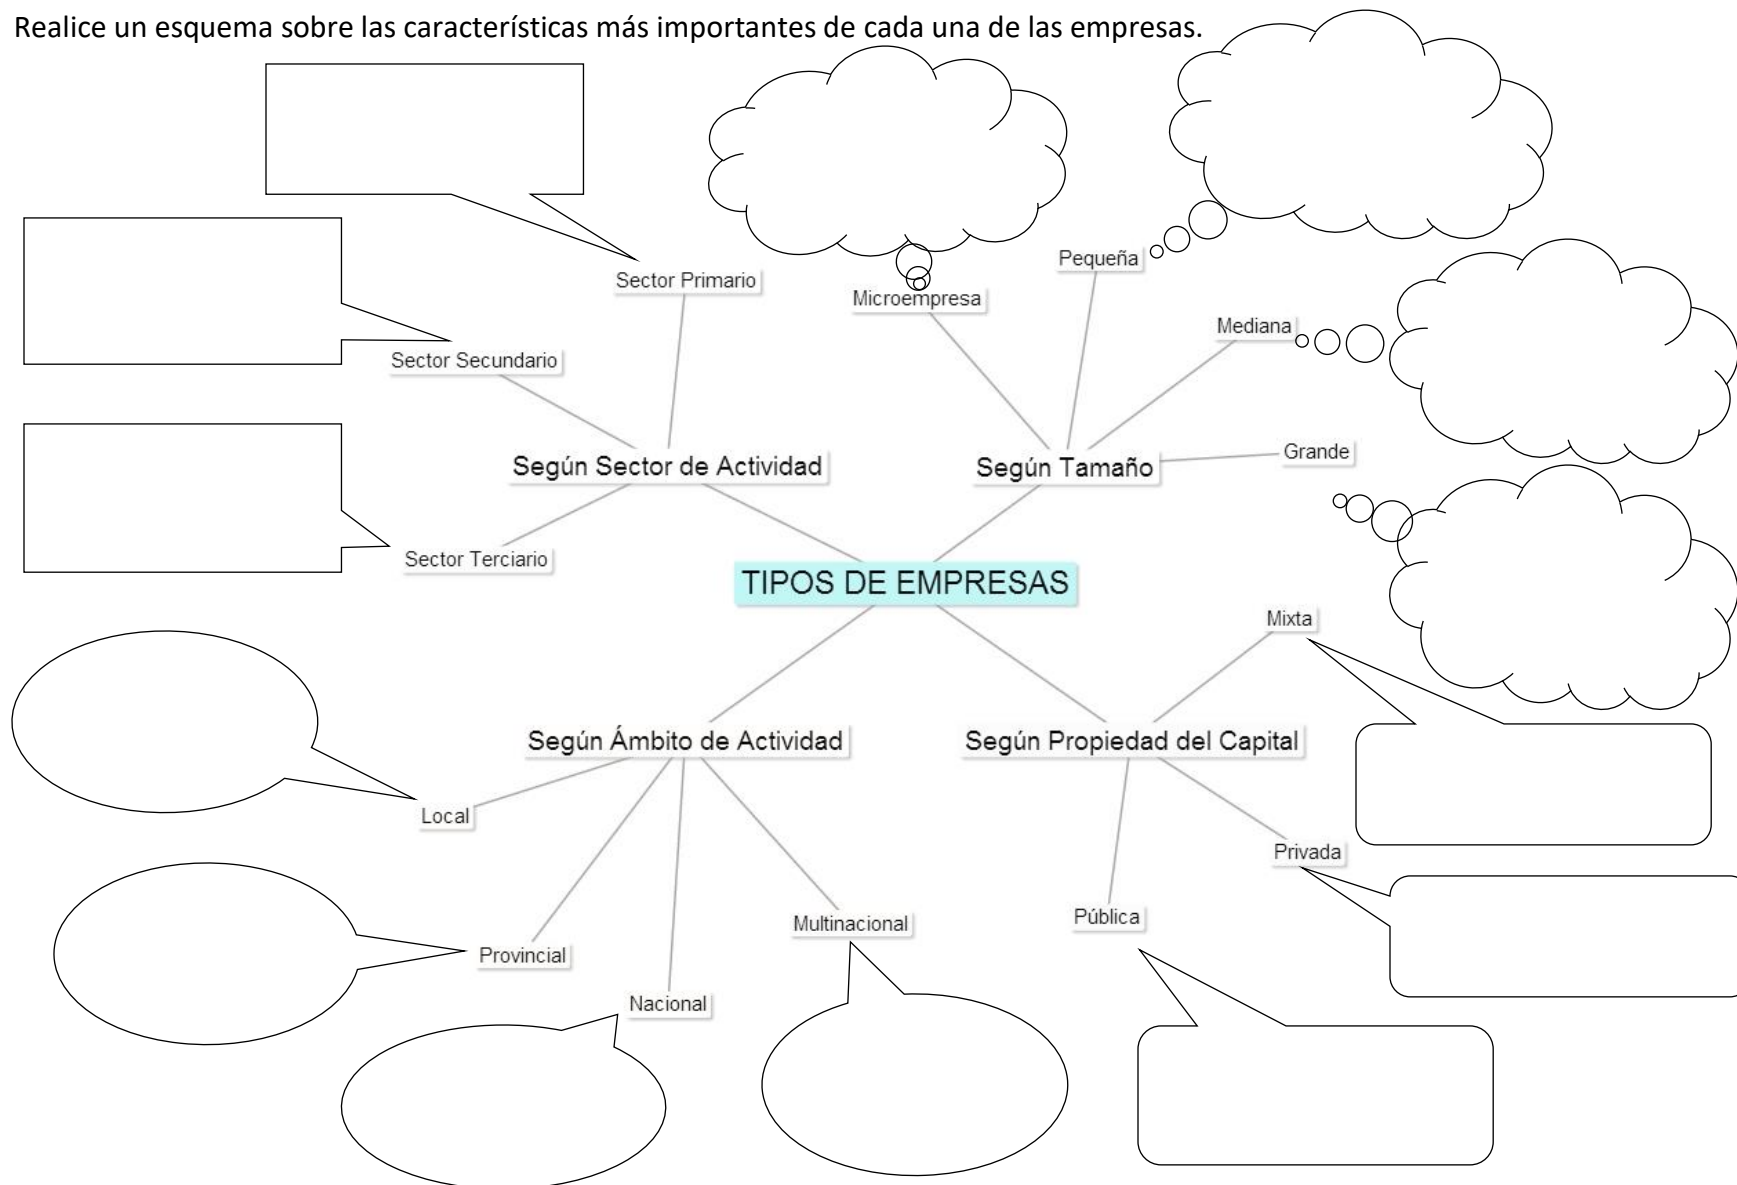 Realice un esquema sobre las características más importantes de cada una de las empresas.
Pequeña
Sector Primario
Microempresa
Mediana
Sector Secundario
Grande
Según Sector de Actividad
Según Tamaño
Sector Terciario
TIPOS DE EMPRESAS
Mixta
Según Ámbito de Actividad
Según Propiedad del Capital
Local
Privada
Multinacional
Pública
Provincial
Nacional